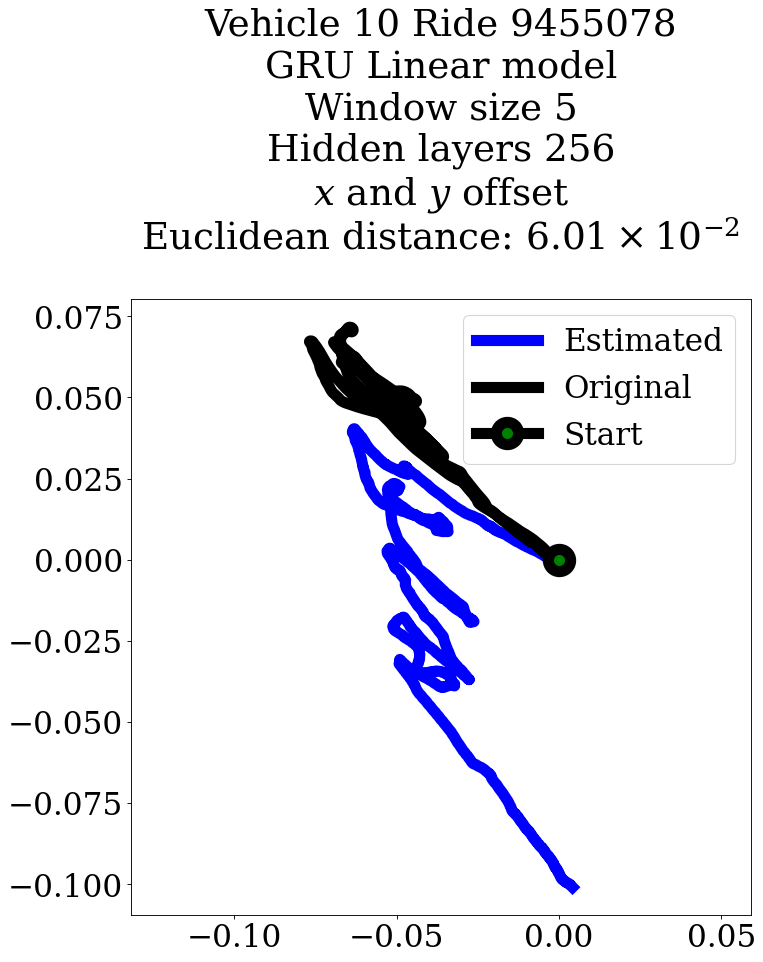 Vehicle 10 Ride 9455078
GRU Linear model
Window size 5
Hidden layers 256
x and y offset
Euclidean distance: 6.01 × 10⁻²
Estimated
Original
Start
0.075
0.050
0.025
0.000
−0.025
−0.050
−0.075
−0.100
−0.10
−0.05
0.00
0.05